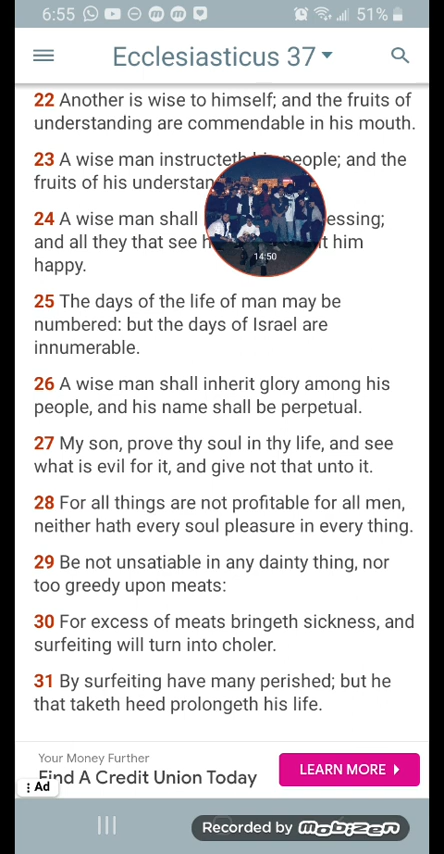 6:55 51%
Ecclesiasticus 37
22 Another is wise to himself; and the fruits of
understanding are commendable in his mouth.
23 A wise man instructeth people; and the
fruits of his understan
24 A wise man shall essing;
and all they that see him
happy.
25 The days of the life of man may be
numbered: but the days of Israel are
innumerable.
26 A wise man shall inherit glory among his
people, and his name shall be perpetual.
27 My son, prove thy soul in thy life, and see
what is evil for it, and give not that unto it.
28 For all things are not profitable for all men,
neither hath every soul pleasure in every thing.
29 Be not unsatiable in any dainty thing, nor
too greedy upon meats:
30 For excess of meats bringeth sickness, and
surfeiting will turn into choler.
31 By surfeiting have many perished; but he
that taketh heed prolongeth his life.
14:50
Your Money Further
Find A Credit Union Today
LEARN MORE
Ad
Recorded by Mobizen